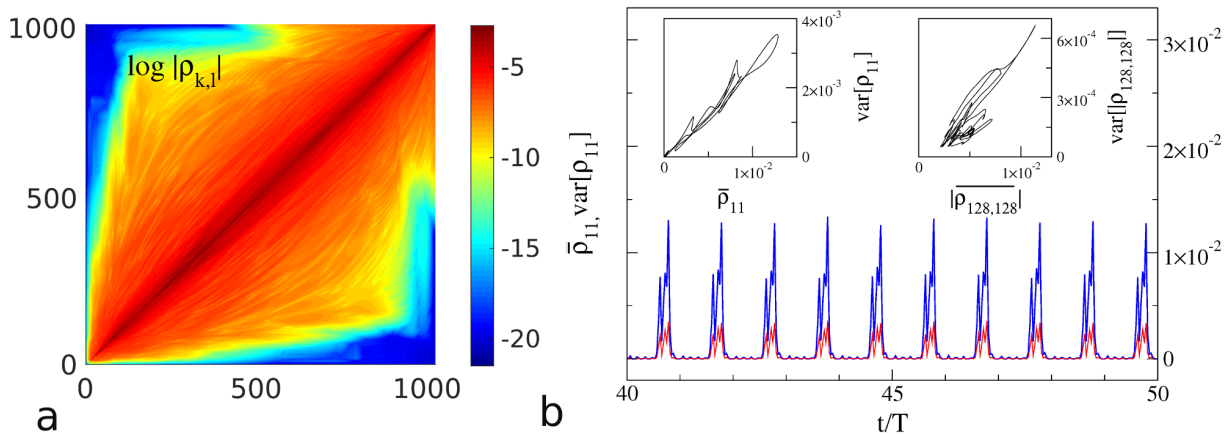 1000
500
0
0
500
1000
log |ρ_{k,l}|
-5
-10
-15
-20
a
b
ρ̄_{11}, var[ρ_{11}]
40
45
50
t/T
3×10^{-2}
2×10^{-2}
1×10^{-2}
0
4×10^{-3}
2×10^{-3}
0
var[ρ_{11}]
0
1×10^{-2}
ρ̄_{11}
6×10^{-4}
3×10^{-4}
0
var[|ρ_{128,128}|]
1×10^{-2}
|ρ_{128,128}|